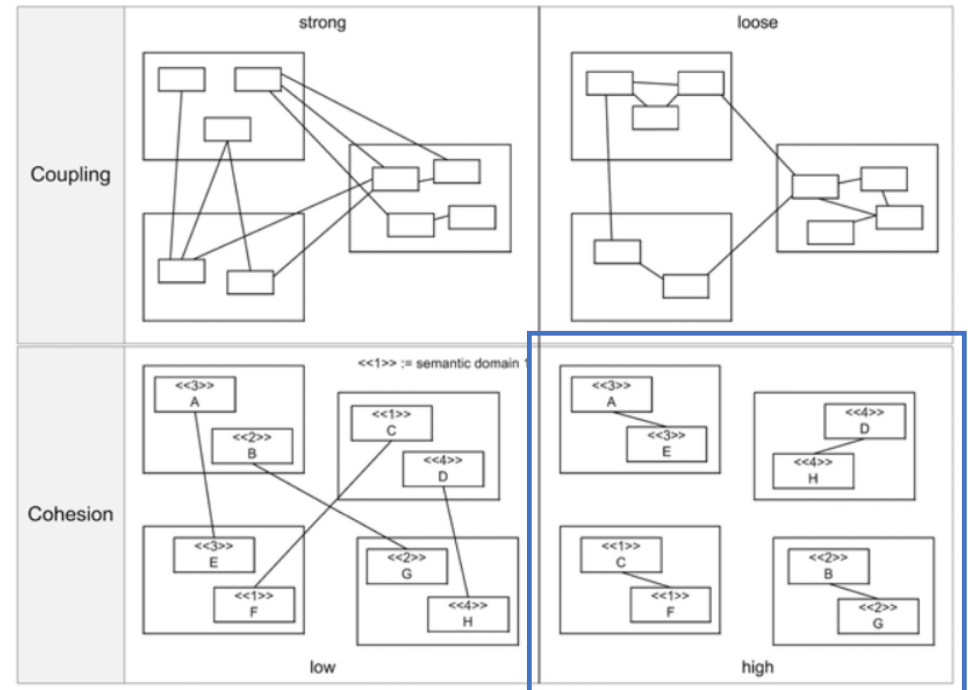 strong
loose
Coupling
<<1>> := semantic domain 1
<<3>>
A
<<2>>
B
<<1>>
C
<<4>>
D
Cohesion
<<3>>
E
<<1>>
F
<<2>>
G
<<4>>
H
low
<<3>>
A
<<3>>
E
<<4>>
D
<<4>>
H
<<1>>
C
<<1>>
F
<<2>>
B
<<2>>
G
high